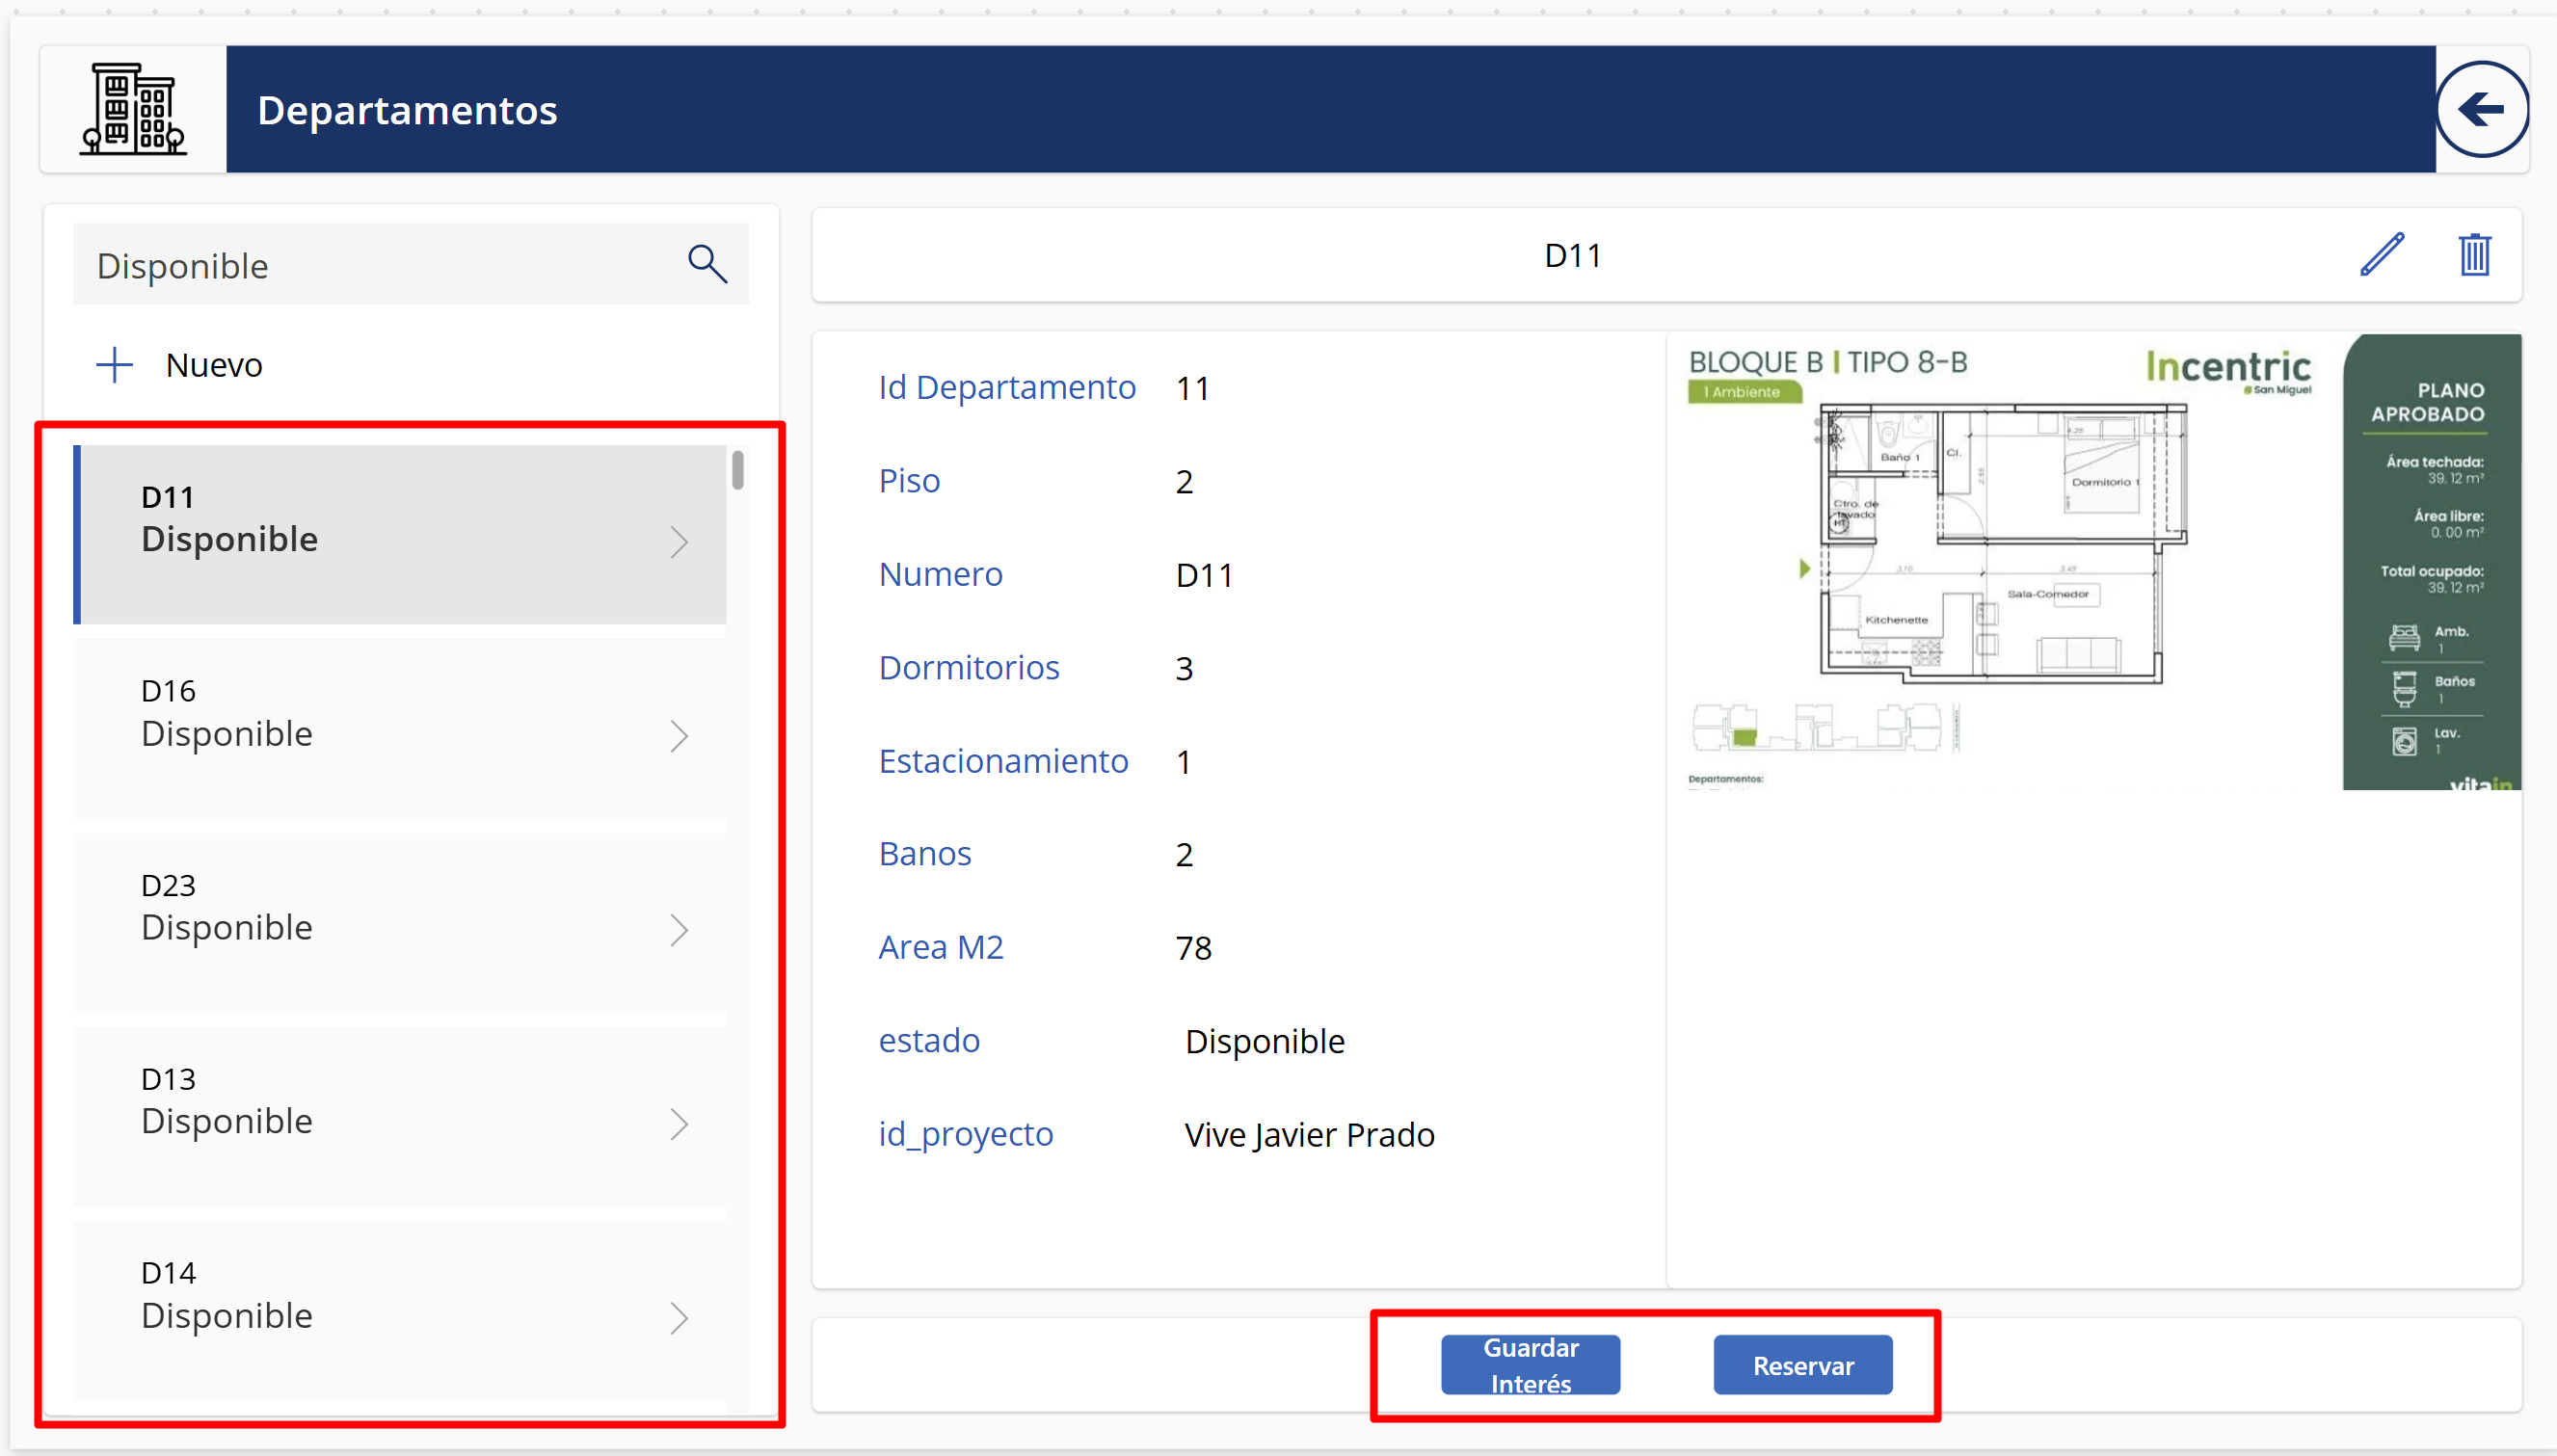 Departamentos
Disponible
Nuevo
D11
Disponible
D16
Disponible
D23
Disponible
D13
Disponible
D14
Disponible
D11
Id Departamento 11
Piso 2
Numero D11
Dormitorios 3
Estacionamiento 1
Banos 2
Area M2 78
estado Disponible
id_proyecto Vive Javier Prado
BLOQUE B | TIPO 8-B
1 Ambiente
Incentric
San Miguel
Baño 1
Cl.
Dormitorio 1
Ctro. de
lavado
Kitchenette
Sala-Comedor
3.10
3.45
Departamentos:
PLANO
APROBADO
Área techada:
39.12 m²
Área libre:
0.00 m²
Total ocupado:
39.12 m²
Amb.
1
Baños
1
Lav.
1
vitain
Guardar
Interés
Reservar